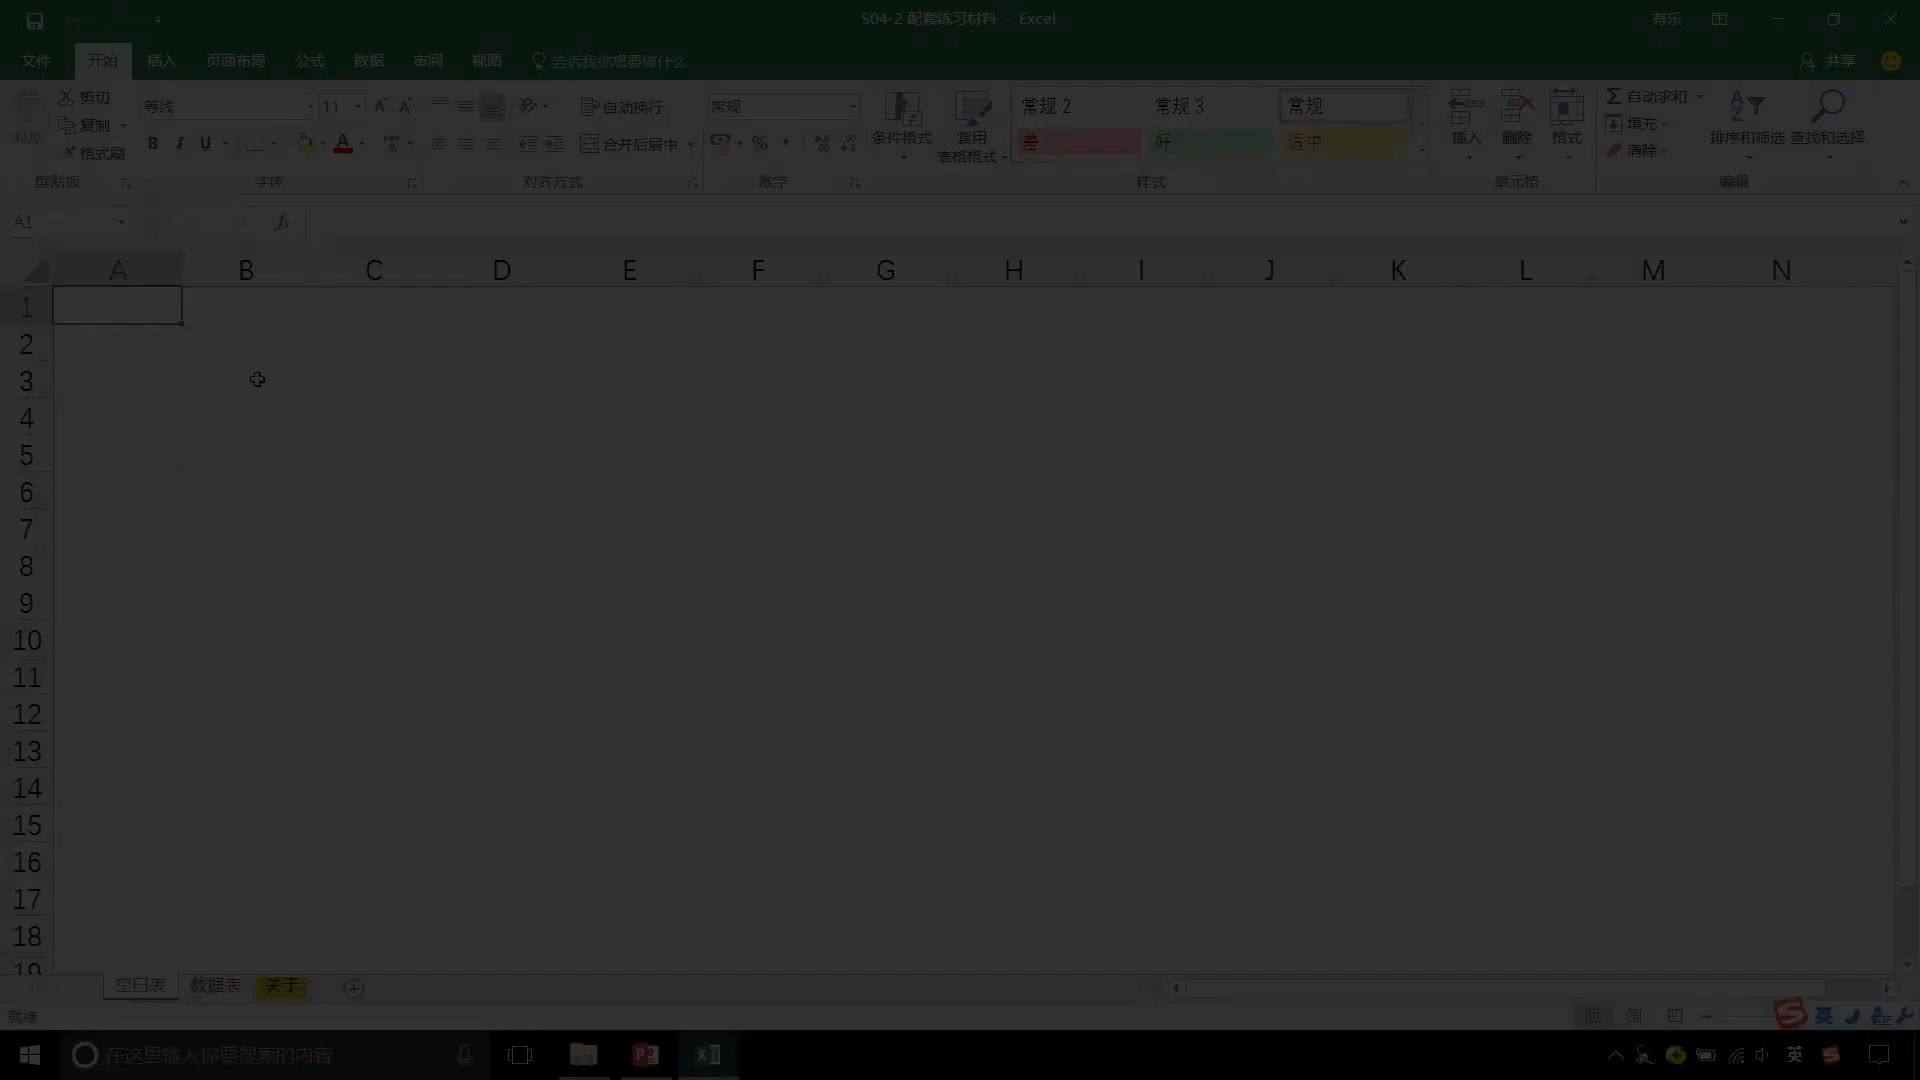 S04-2 配套练习材料 - Excel
有乐
文件 开始 插入 页面布局 公式 数据 审阅 视图 告诉我你想要做什么
共享
粘贴
剪切
复制
格式刷
剪贴板
等线 11
B I U A
字体
自动换行
合并后居中
对齐方式
常规
%
数字
条件格式
套用
表格格式
常规 2 常规 3 常规
差 好 适中
样式
插入 删除 格式
单元格
自动求和
填充
清除
排序和筛选 查找和选择
编辑
A1 fx
A B C D E F G H I J K L M N
1
2
3
4
5
6
7
8
9
10
11
12
13
14
15
16
17
18
19
空白表 数据表 关于
就绪
英
在这里输入你要搜索的内容
英